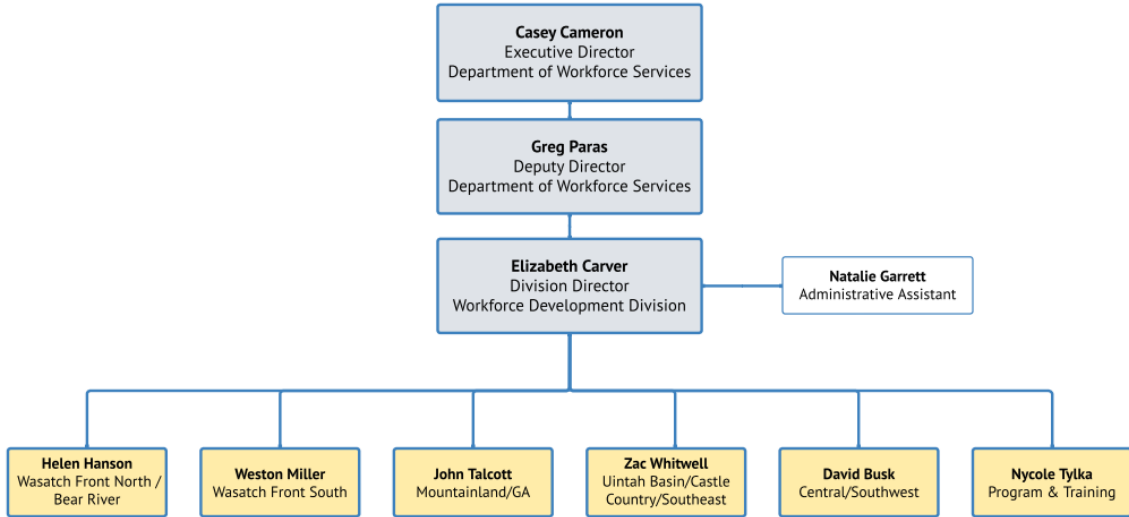 Casey Cameron
Executive Director
Department of Workforce Services
Greg Paras
Deputy Director
Department of Workforce Services
Elizabeth Carver
Division Director
Workforce Development Division
Natalie Garrett
Administrative Assistant
Helen Hanson
Wasatch Front North /
Bear River
Weston Miller
Wasatch Front South
John Talcott
Mountainland/GA
Zac Whitwell
Uintah Basin/Castle
Country/Southeast
David Busk
Central/Southwest
Nycole Tylka
Program & Training